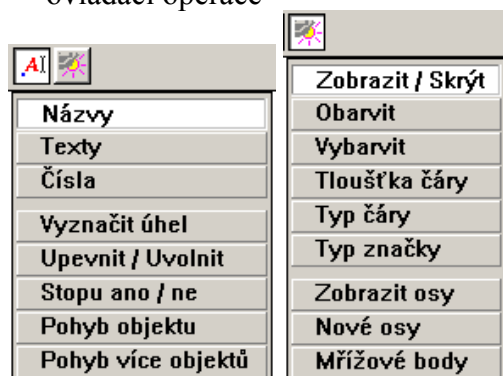 ovládací operace
A
Názvy
Texty
Čísla
Vyznačit úhel
Upevnit / Uvolnit
Stopu ano / ne
Pohyb objektu
Pohyb více objektů
Zobrazit / Skrýt
Obarvit
Vybarvit
Tloušťka čáry
Typ čáry
Typ značky
Zobrazit osy
Nové osy
Mřížové body